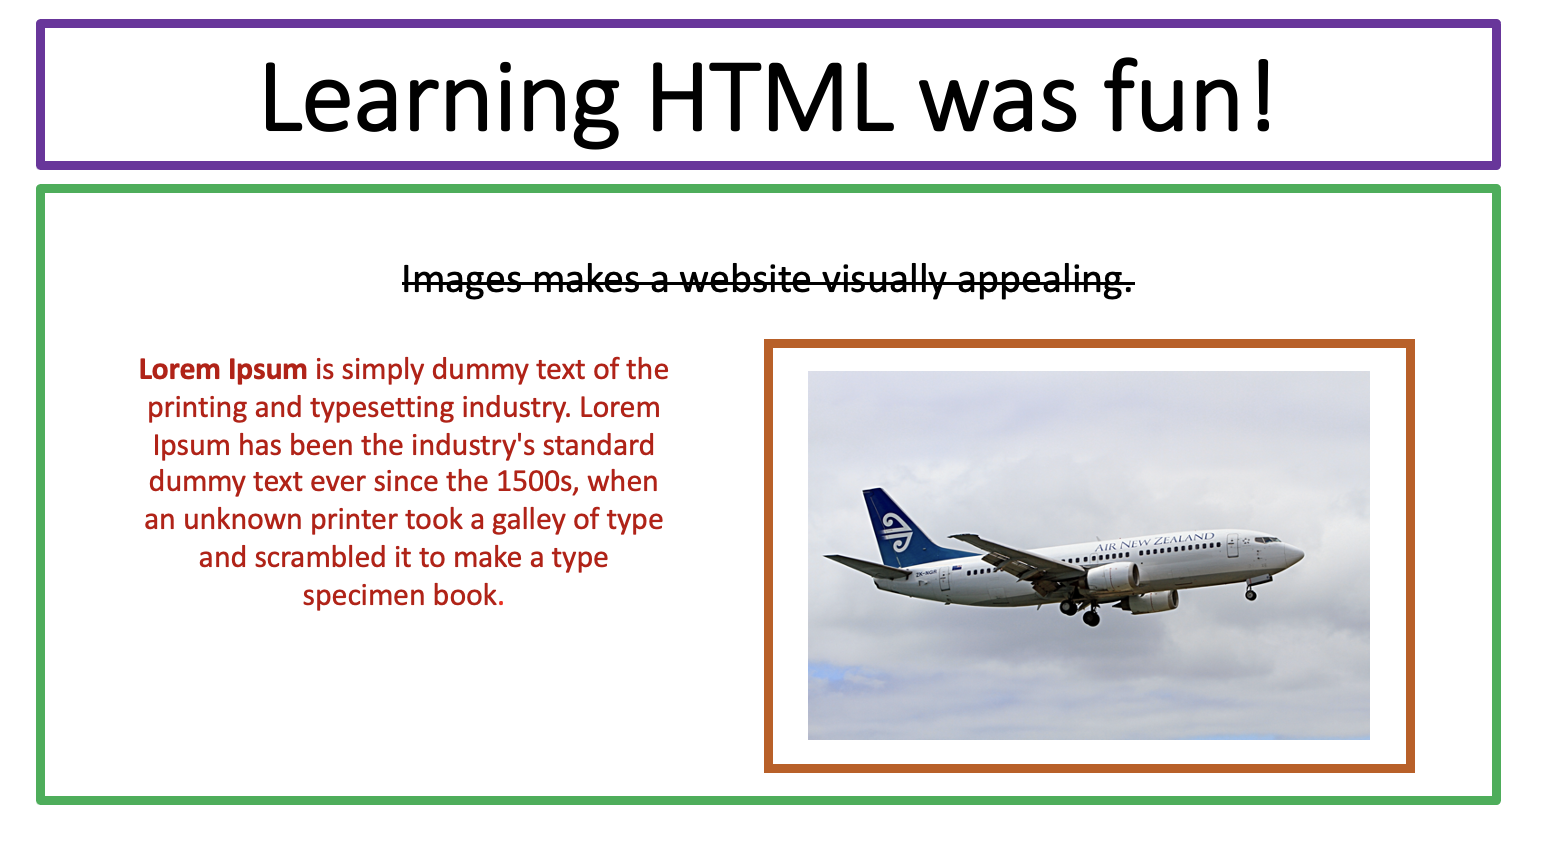 Learning HTML was fun!
Images makes a website visually appealing.
Lorem Ipsum is simply dummy text of the
printing and typesetting industry. Lorem
Ipsum has been the industry's standard
dummy text ever since the 1500s, when
an unknown printer took a galley of type
and scrambled it to make a type
specimen book.
AIR NEW ZEALAND